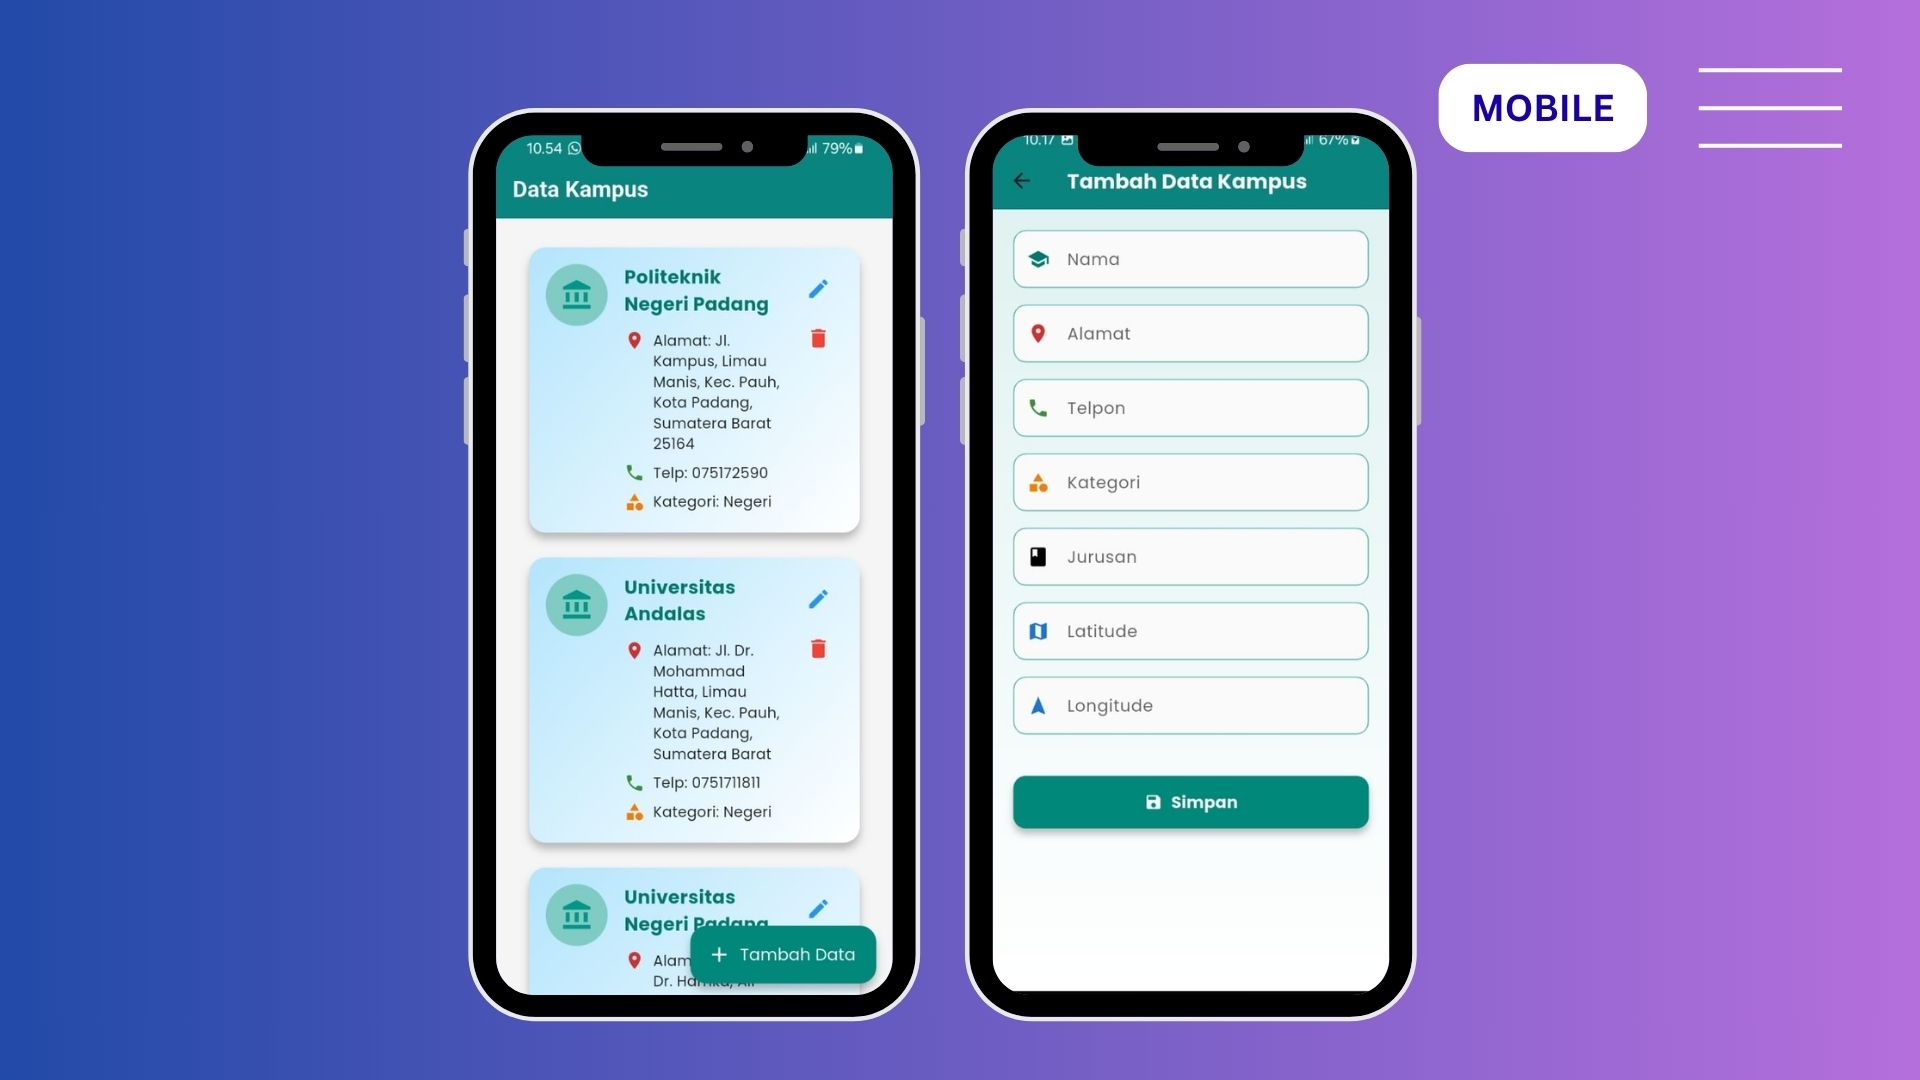 MOBILE
10.54
79%
Data Kampus
Politeknik
Negeri Padang
Alamat: Jl.
Kampus, Limau
Manis, Kec. Pauh,
Kota Padang,
Sumatera Barat
25164
Telp: 075172590
Kategori: Negeri
Universitas
Andalas
Alamat: Jl. Dr.
Mohammad
Hatta, Limau
Manis, Kec. Pauh,
Kota Padang,
Sumatera Barat
Telp: 0751711811
Kategori: Negeri
Universitas
Negeri Padang
Alam
Dr. Hamka, Air
+ Tambah Data
10.17
67%
Tambah Data Kampus
Nama
Alamat
Telpon
Kategori
Jurusan
Latitude
Longitude
Simpan